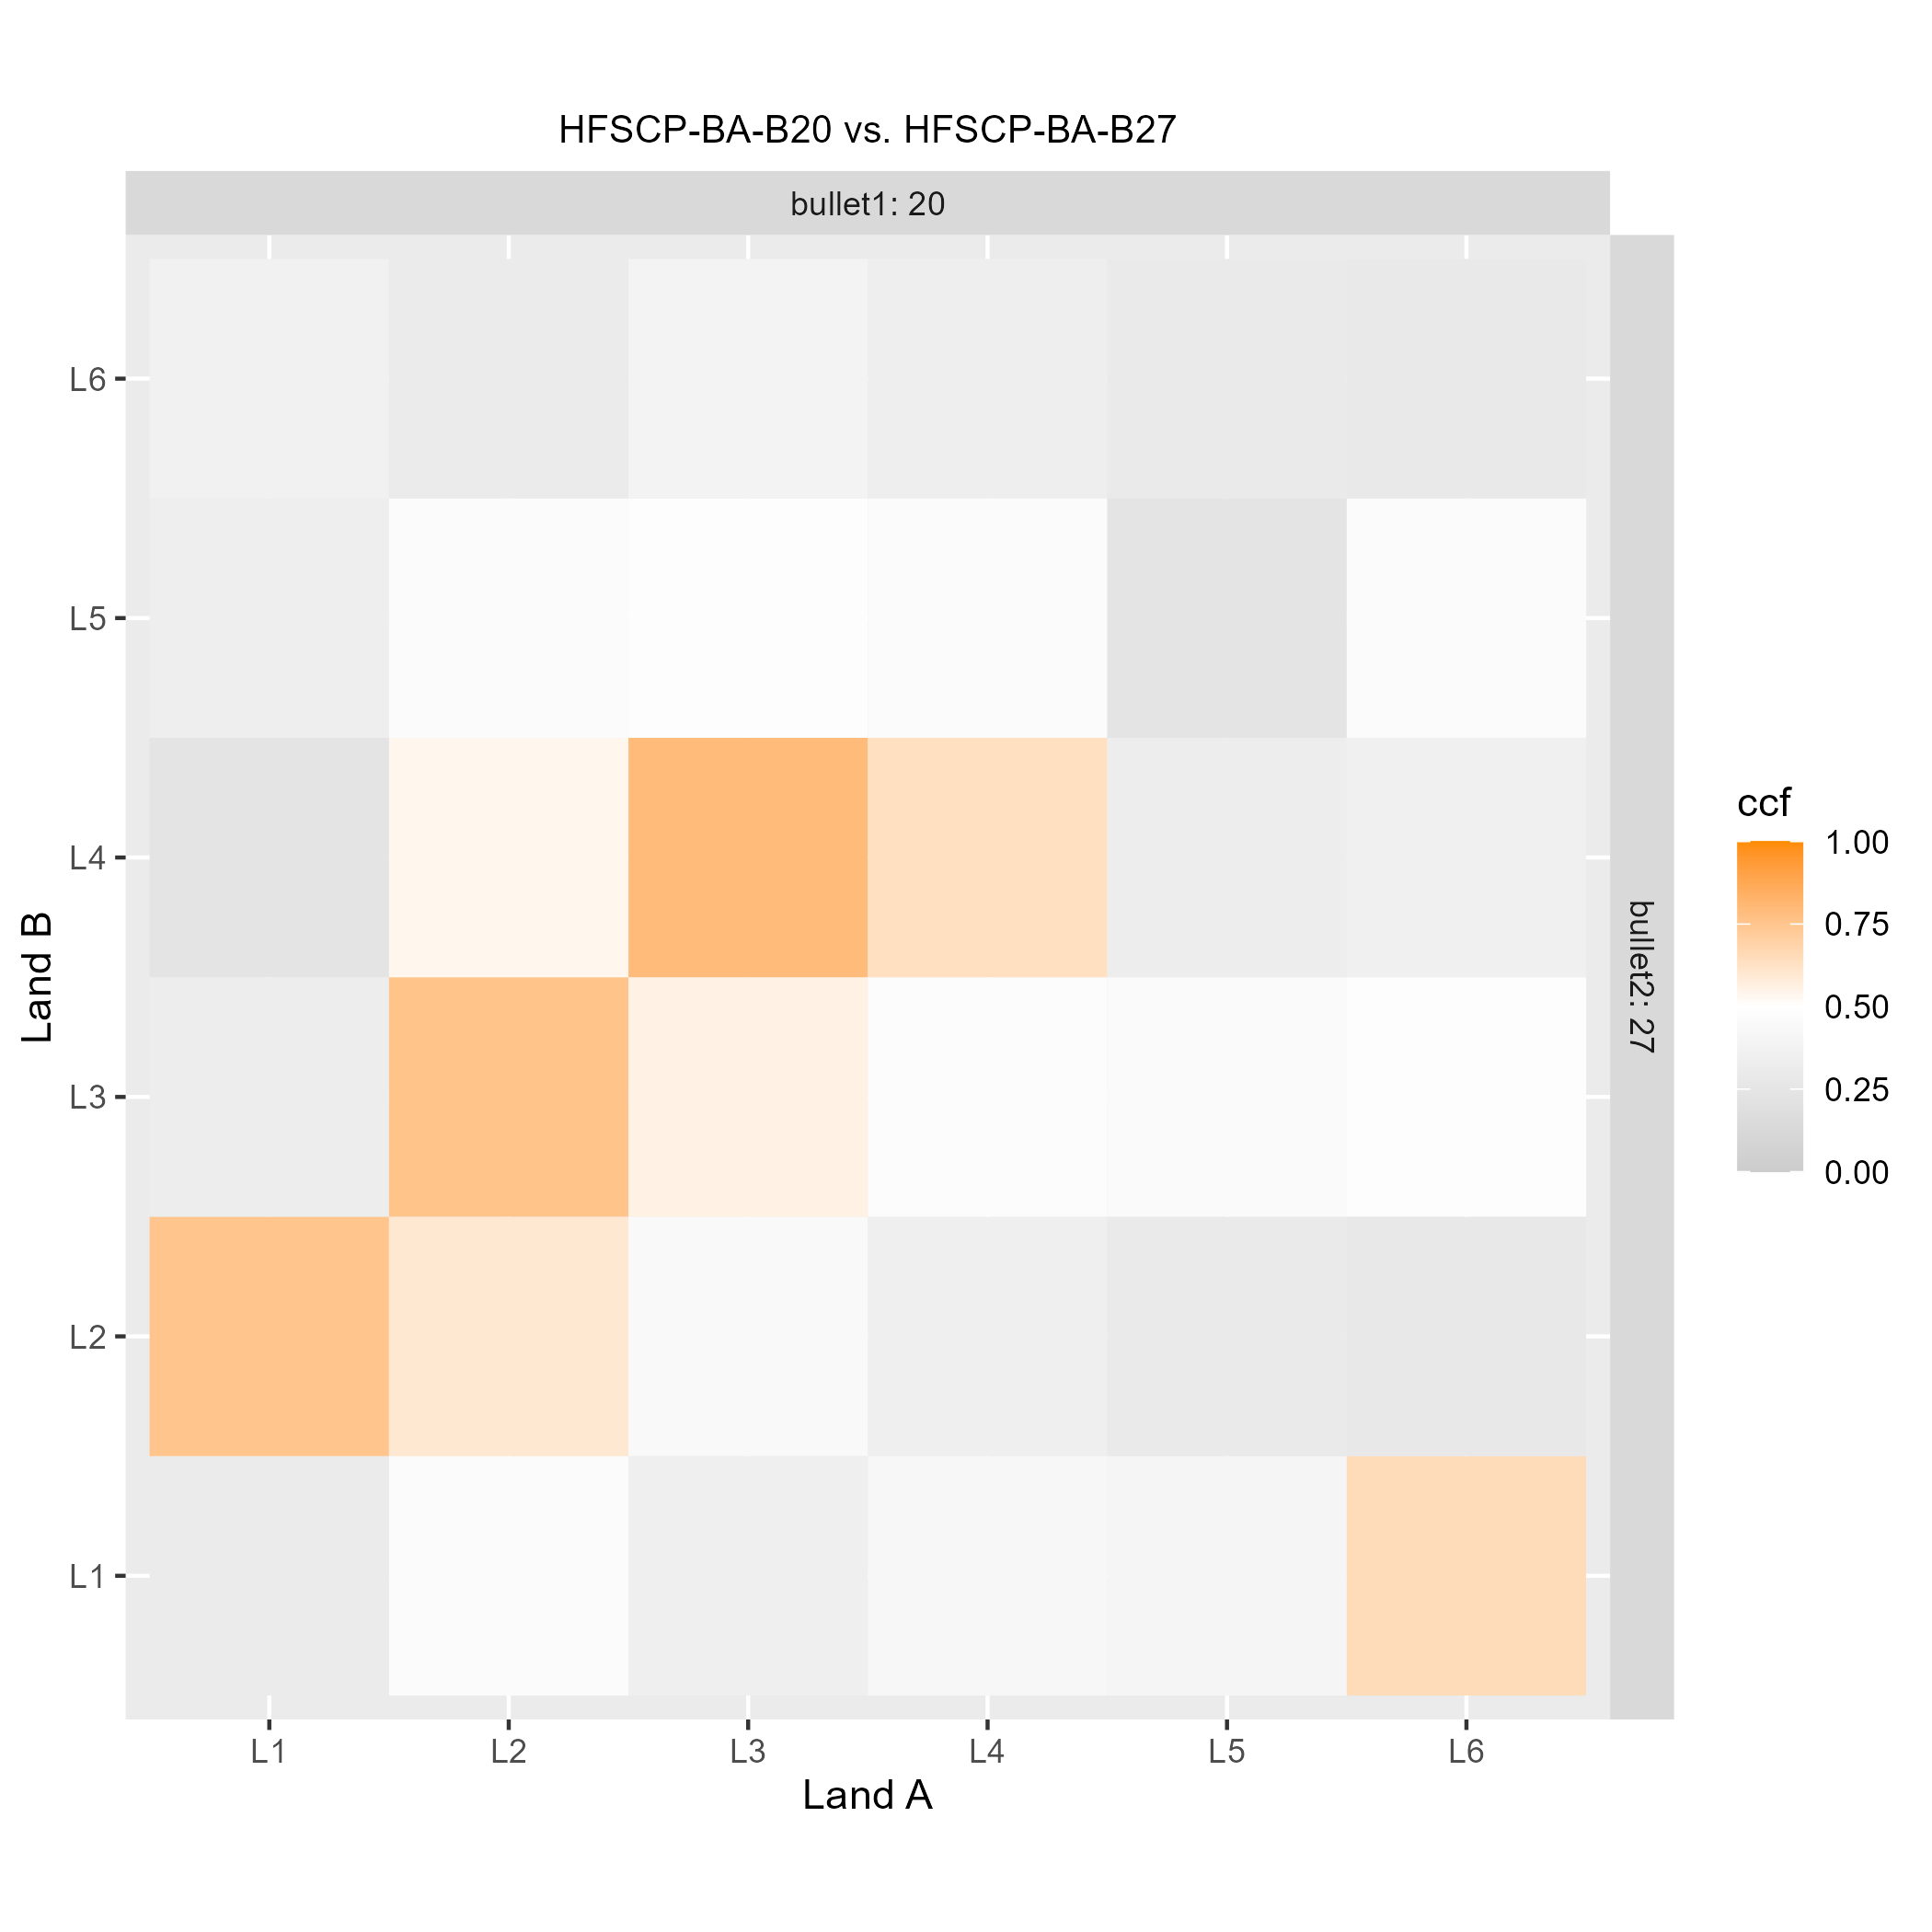 HFSCP-BA-B20 vs. HFSCP-BA-B27
bullet1: 20
L6
L5
L4
L3
L2
L1
Land B
bullet2: 27
L1 L2 L3 L4 L5 L6
Land A
ccf
1.00
0.75
0.50
0.25
0.00